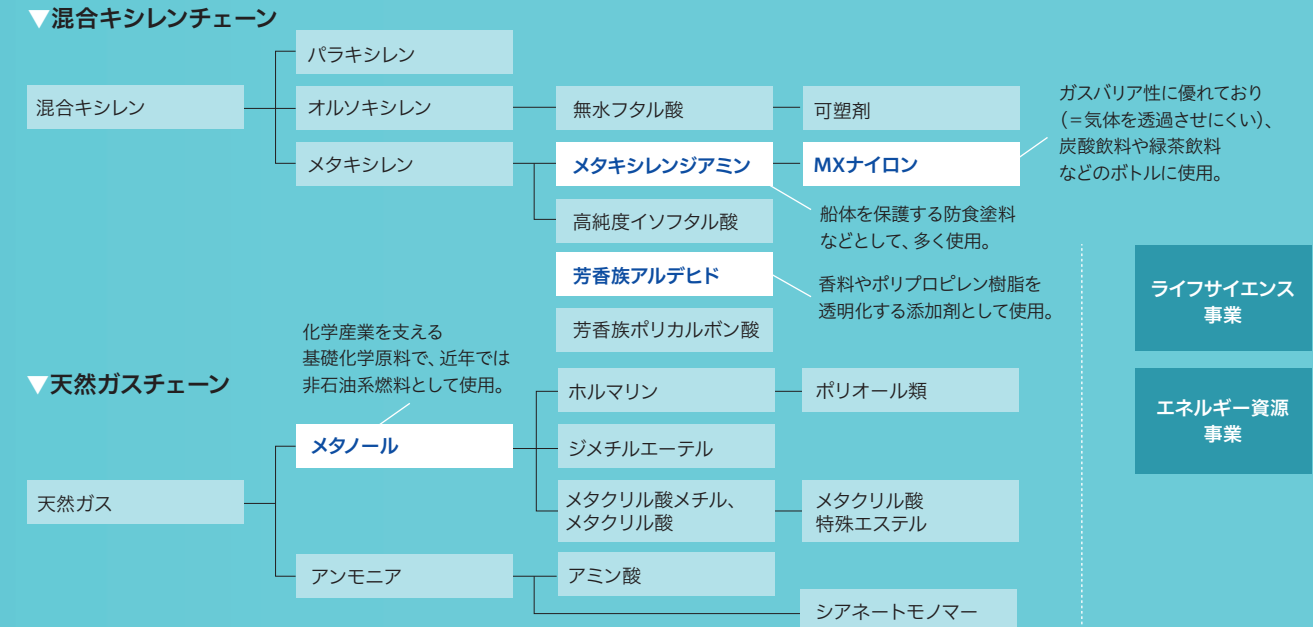 ▼混合キシレンチェーン
混合キシレン
パラキシレン
オルソキシレン
メタキシレン
無水フタル酸
可塑剤
メタキシレンジアミン
MXナイロン
高純度イソフタル酸
芳香族アルデヒド
芳香族ポリカルボン酸
ガスバリア性に優れており
(=気体を透過させにくい)、
炭酸飲料や緑茶飲料
などのボトルに使用。
船体を保護する防食塗料
などとして、多く使用。
香料やポリプロピレン樹脂を
透明化する添加剤として使用。
ライフサイエンス
事業
エネルギー資源
事業
▼天然ガスチェーン
化学産業を支える
基礎化学原料で、近年では
非石油系燃料として使用。
天然ガス
メタノール
アンモニア
ホルマリン
ポリオール類
ジメチルエーテル
メタクリル酸メチル、
メタクリル酸
メタクリル酸
特殊エステル
アミン酸
シアネートモノマー